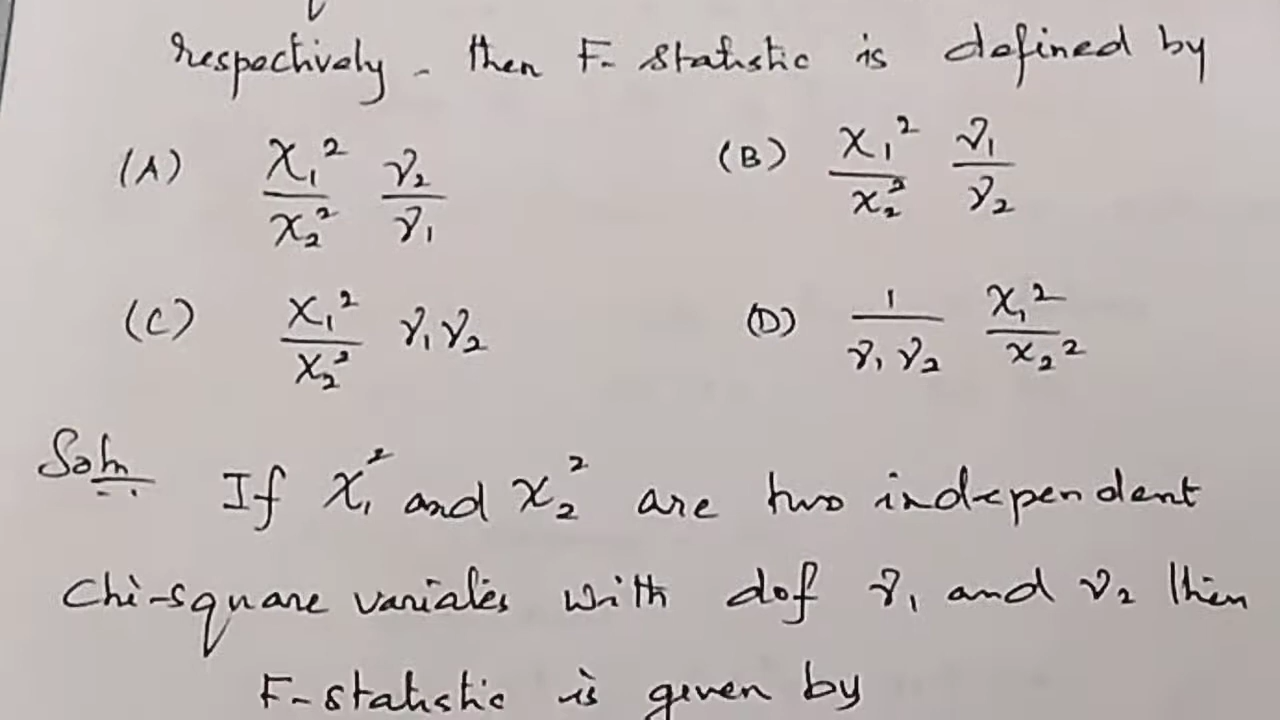 respectively - then F- Statistic is defined by
(A) χ₁²/χ₂² ν₂/ν₁ (B) χ₁²/χ₂² ν₁/ν₂
(C) χ₁²/χ₂² ν₁ν₂ (D) 1/ν₁ν₂ χ₁²/χ₂²
Soln If χ₁² and χ₂² are two independent
Chi-square variates with dof ν₁ and ν₂ then
F-statistic is given by